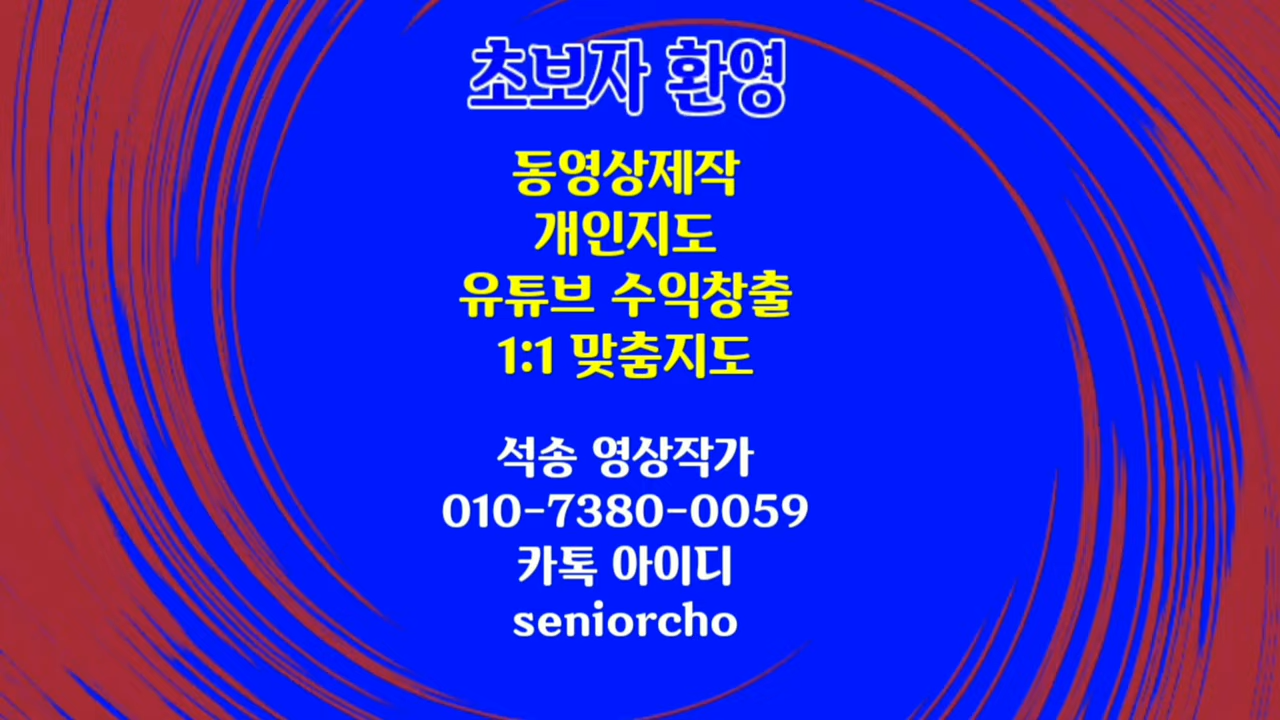 초보자 환영
동영상제작
개인지도
유튜브 수익창출
1:1 맞춤지도
석송 영상작가
010-7380-0059
카톡 아이디
seniorcho